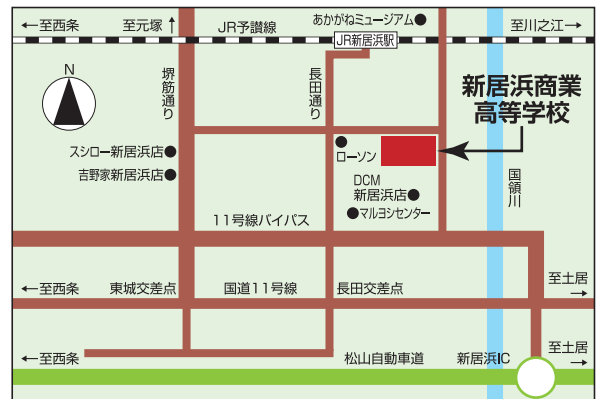 ←至西条
至元塚↑
JR予讃線
あかがねミュージアム●
至川之江→
JR新居浜駅
N
堺筋通り
長田通り
新居浜商業
高等学校
スシロー新居浜店●
吉野家新居浜店●
ローソン
DCM
新居浜店●
●マルヨシセンター
国領川
11号線バイパス
←至西条
東城交差点
国道11号線
長田交差点
至土居
→
←至西条
松山自動車道
新居浜IC
至土居
→